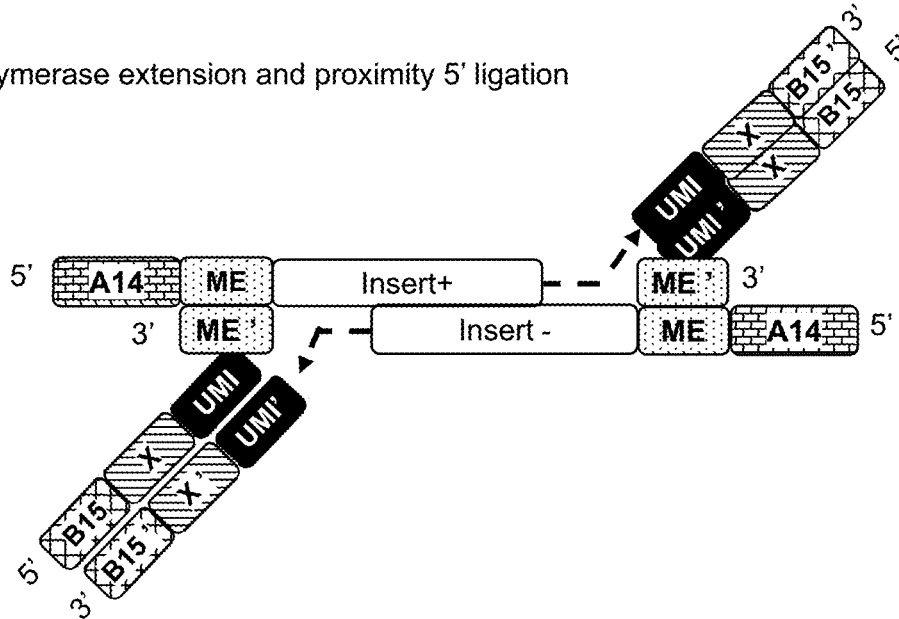 ymerase extension and proximity 5' ligation
3'
5'
B15 '
B15
X
X
UMI
UMI '
5' A14 ME Insert+ ME ' 3'
3' ME ' Insert - ME A14 5'
UMI
UMI'
X
X '
B15
B15 '
5'
3'